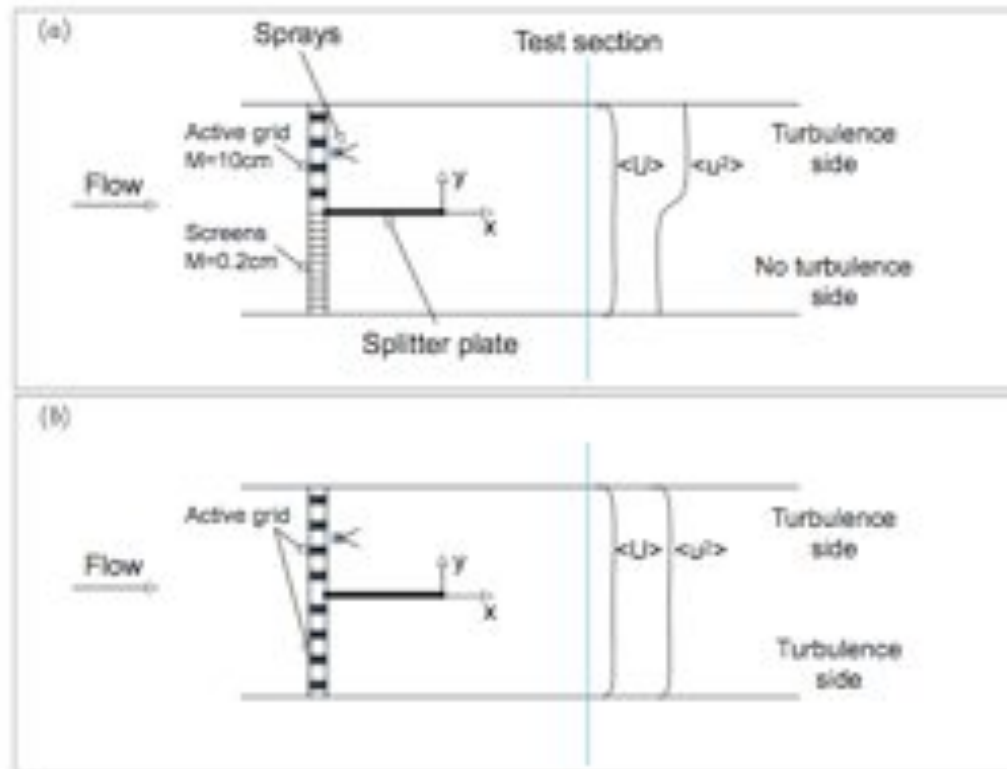 (a)
Sprays
Test section
Active grid
M=10cm
<U>
<u²>
Turbulence
side
Flow
y
x
Screens
M=0.2cm
No turbulence
side
Splitter plate
(b)
Active grid
<U>
<u²>
Turbulence
side
Flow
y
x
Turbulence
side